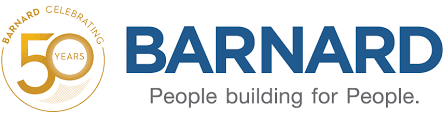 BARNARD CELEBRATING
50
YEARS
BARNARD
People building for People.